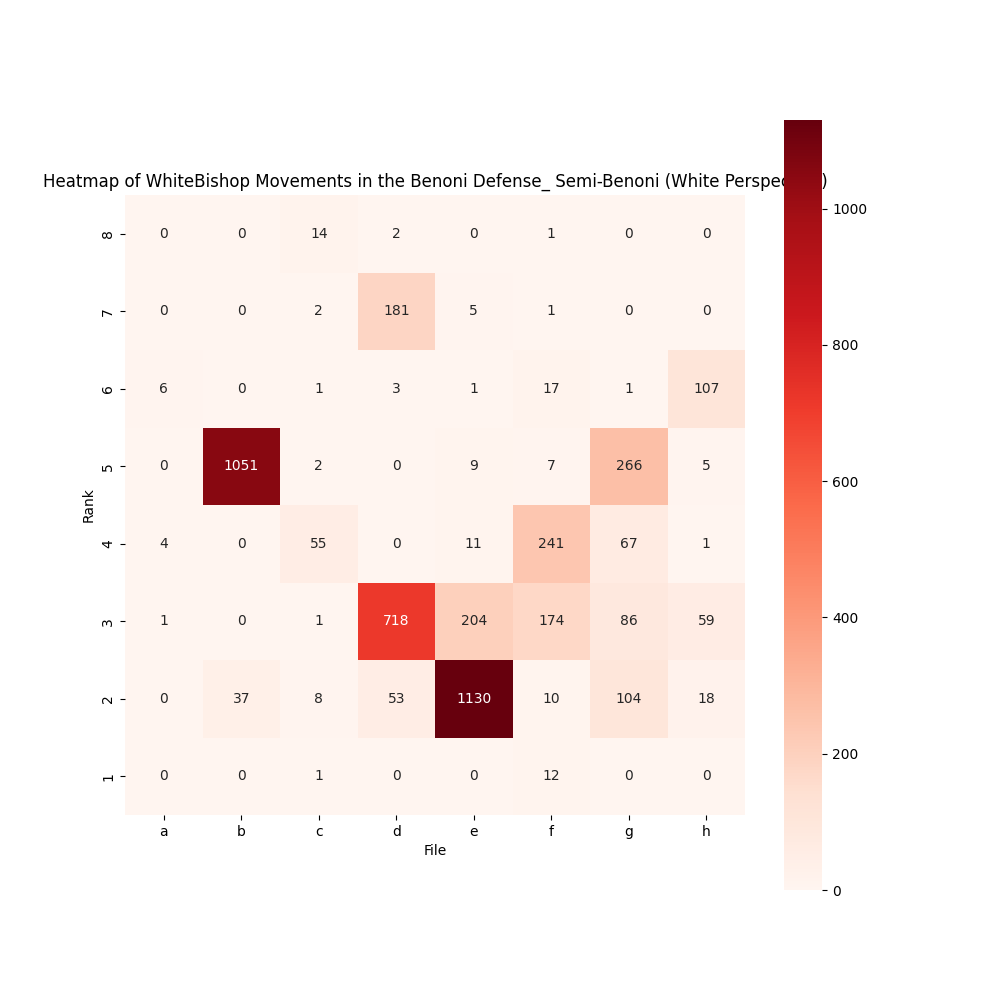 Heatmap of WhiteBishop Movements in the Benoni Defense_ Semi-Benoni (White Perspec )
1000
800
600
400
200
0
Rank
8 0 0 14 2 0 1 0 0
7 0 0 2 181 5 1 0 0
6 6 0 1 3 1 17 1 107
5 0 1051 2 0 9 7 266 5
4 4 0 55 0 11 241 67 1
3 1 0 1 718 204 174 86 59
2 0 37 8 53 1130 10 104 18
1 0 0 1 0 0 12 0 0
a b c d e f g h
File